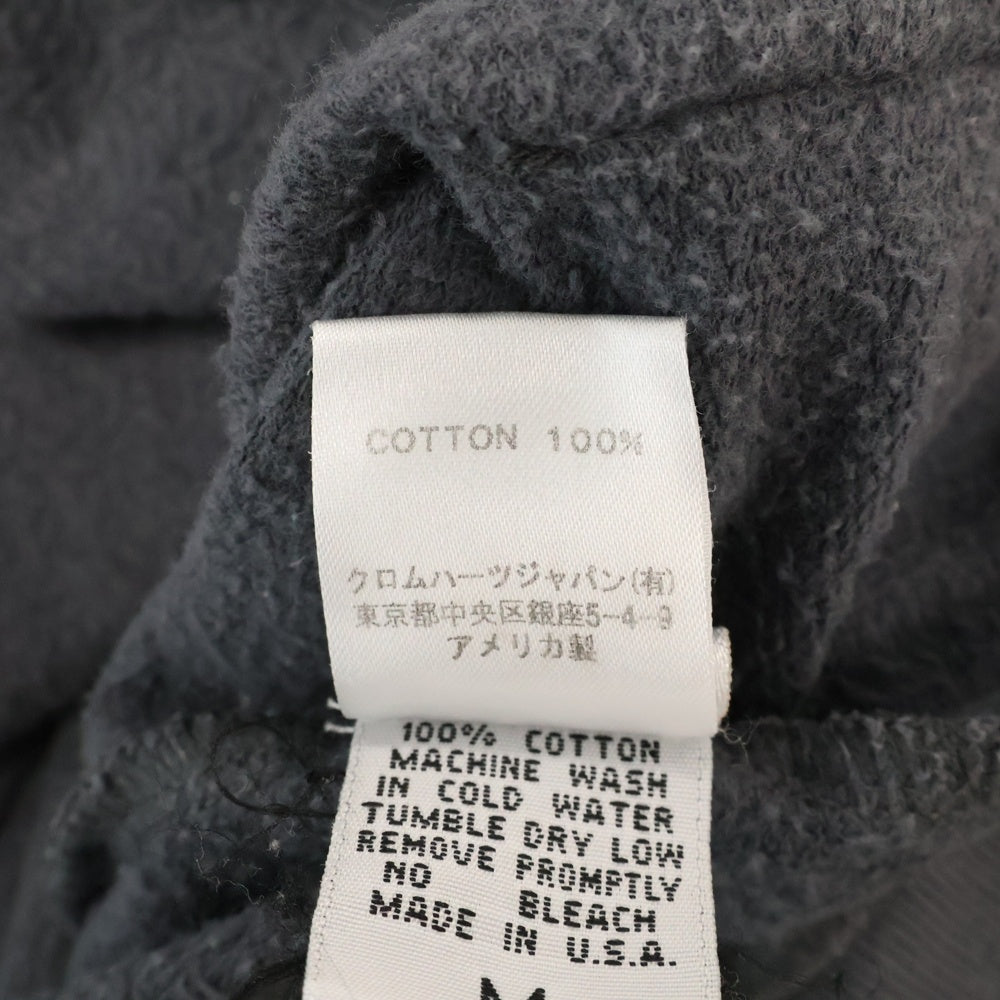 COTTON 100%
クロムハーツジャパン(有)
東京都中央区銀座5-4-9
アメリカ製
100% COTTON
MACHINE WASH
IN COLD WATER
TUMBLE DRY LOW
REMOVE PROMPTLY
NO BLEACH
MADE IN U.S.A.
M